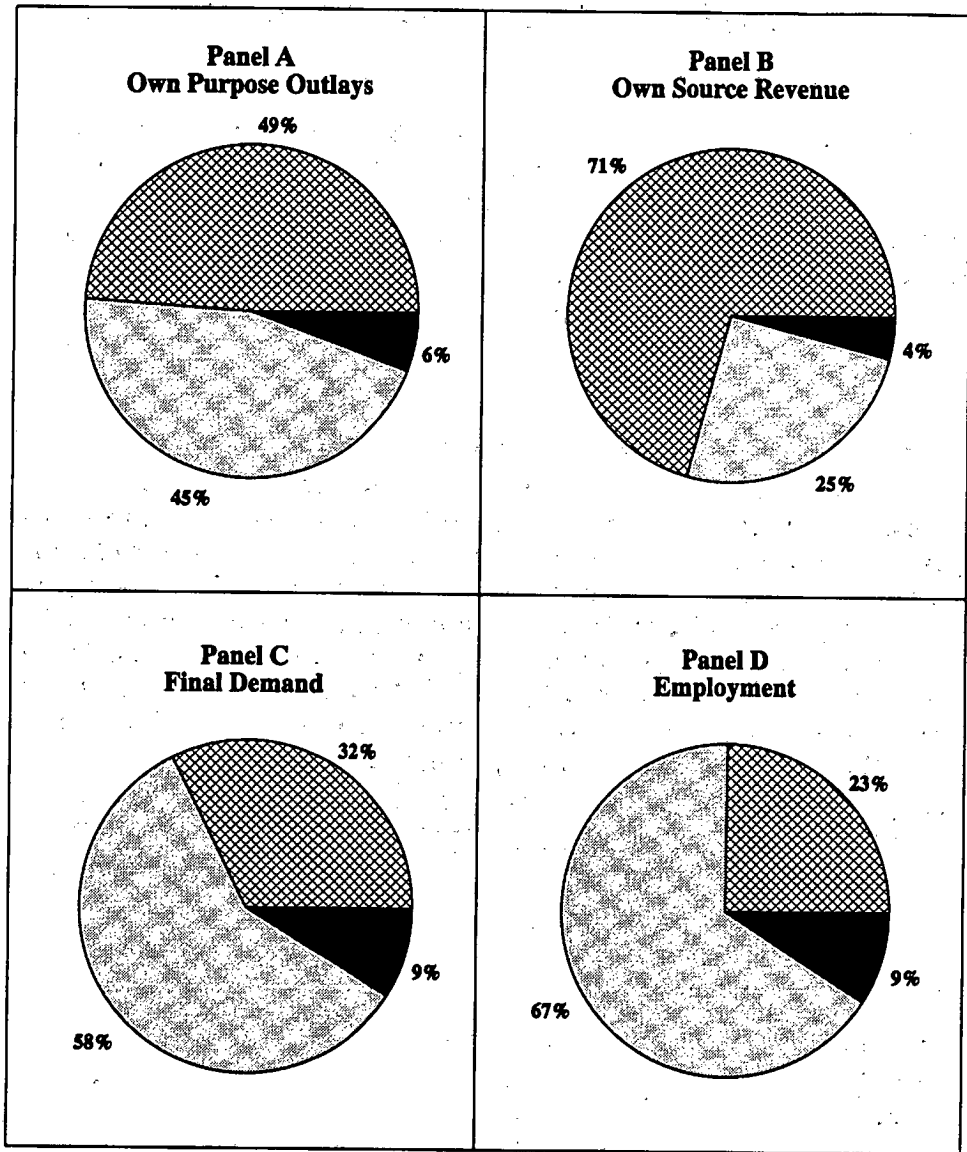 Panel A
Own Purpose Outlays
49%
6%
45%
Panel B
Own Source Revenue
71%
4%
25%
Panel C
Final Demand
32%
9%
58%
Panel D
Employment
23%
9%
67%